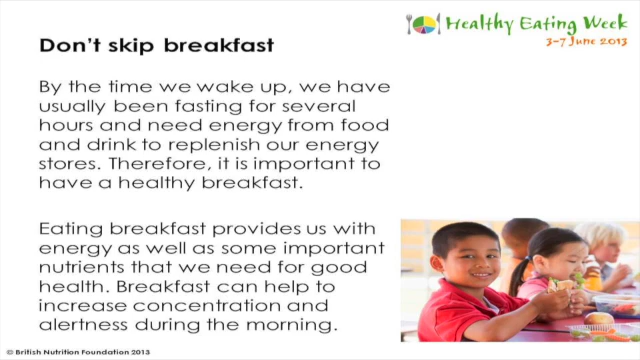 Healthy Eating Week
3-7 June 2013
Don't skip breakfast
By the time we wake up, we have
usually been fasting for several
hours and need energy from food
and drink to replenish our energy
stores. Therefore, it is important to
have a healthy breakfast.
Eating breakfast provides us with
energy as well as some important
nutrients that we need for good
health. Breakfast can help to
increase concentration and
alertness during the morning.
© British Nutrition Foundation 2013